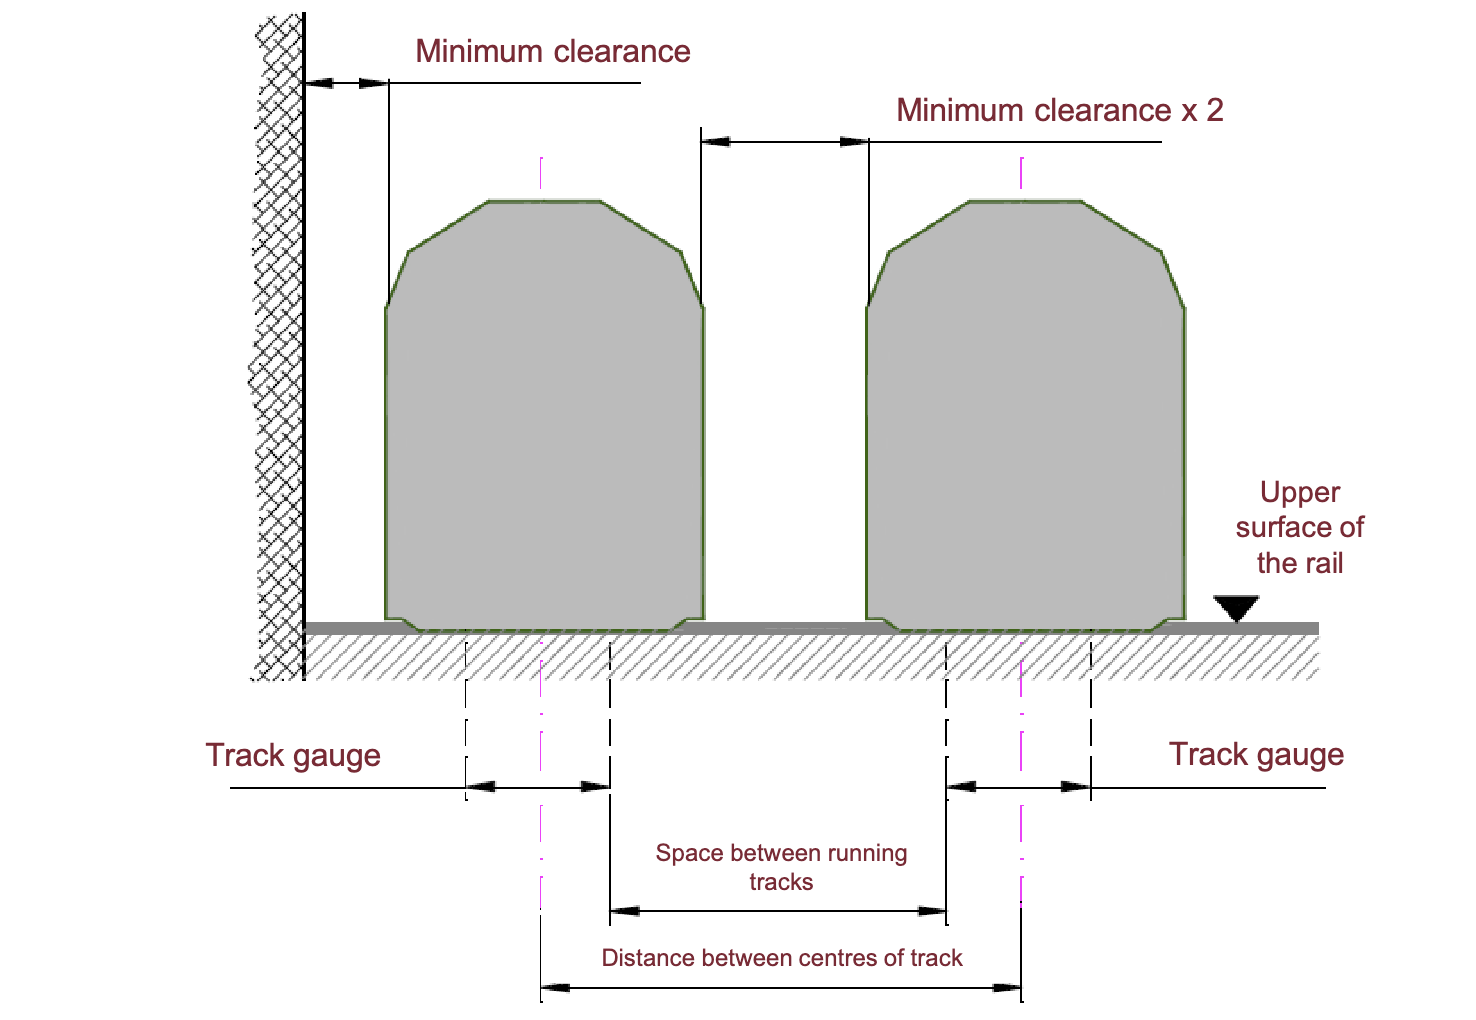 Minimum clearance
Minimum clearance x 2
Upper
surface of
the rail
Track gauge
Track gauge
Space between running
tracks
Distance between centres of track